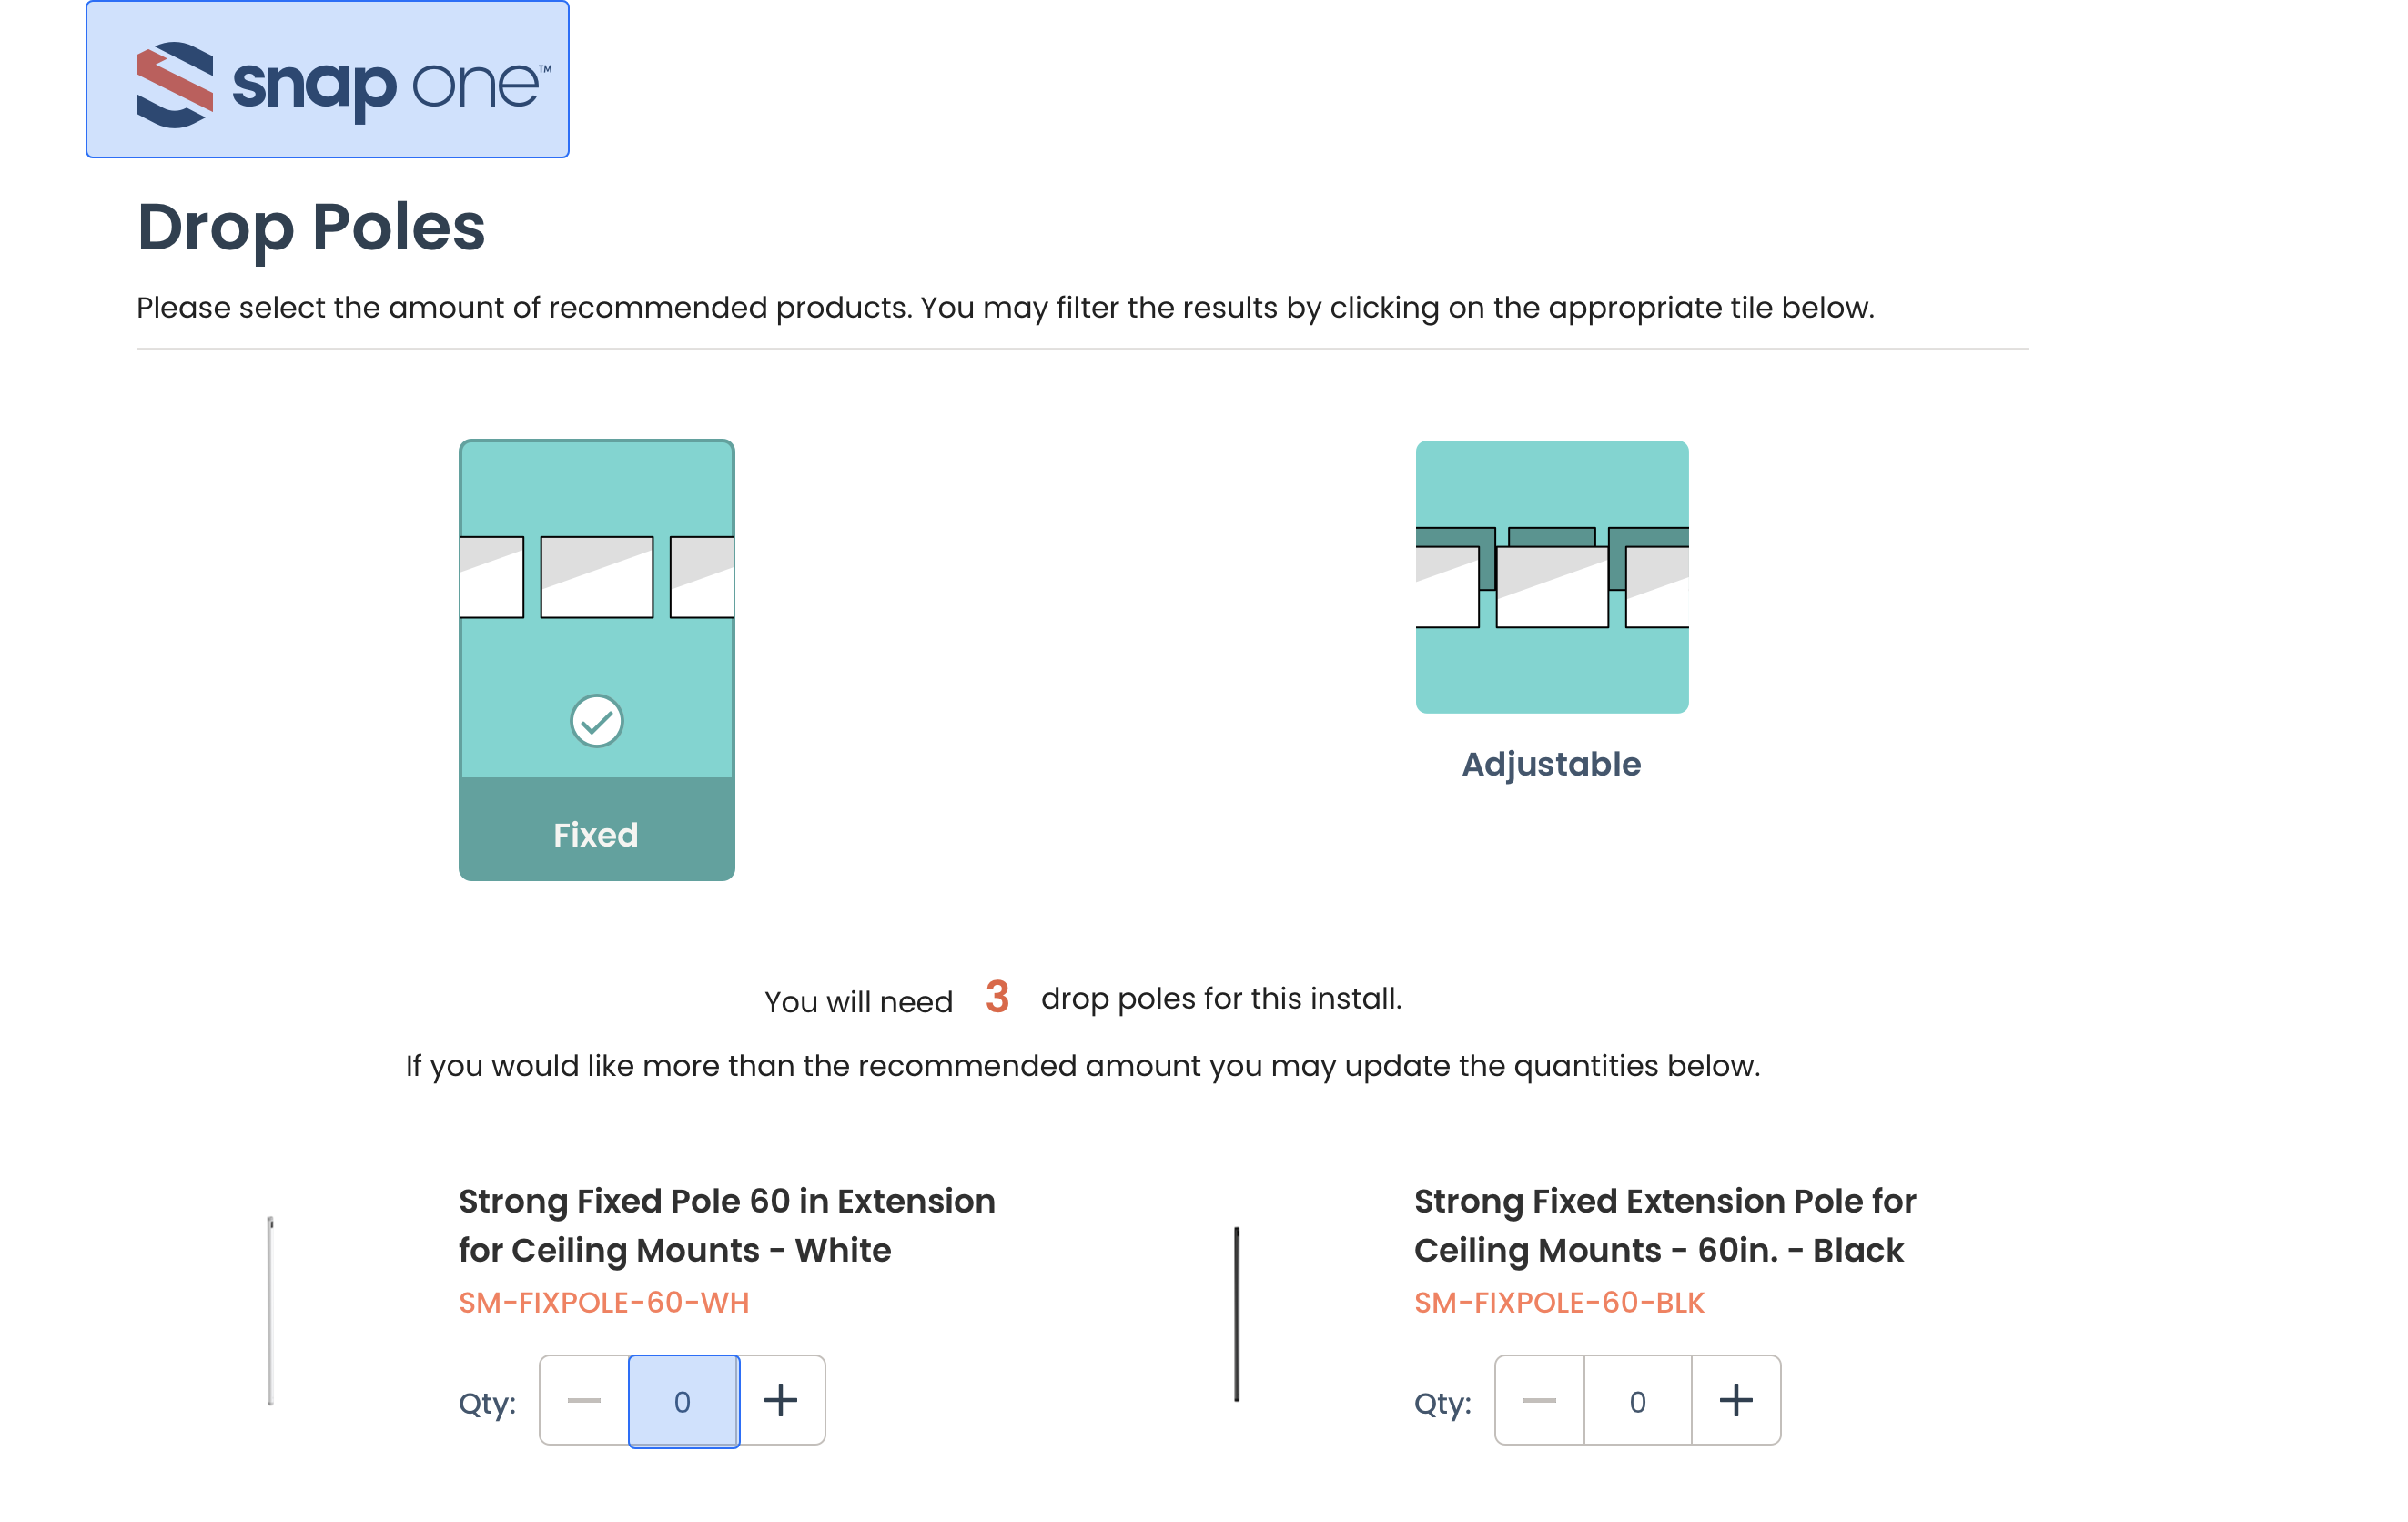 snap one™
Drop Poles
Please select the amount of recommended products. You may filter the results by clicking on the appropriate tile below.
Adjustable
Fixed
You will need 3 drop poles for this install.
If you would like more than the recommended amount you may update the quantities below.
Strong Fixed Pole 60 in Extension
for Ceiling Mounts - White
SM-FIXPOLE-60-WH
Qty: 0
Strong Fixed Extension Pole for
Ceiling Mounts - 60in. - Black
SM-FIXPOLE-60-BLK
Qty: 0